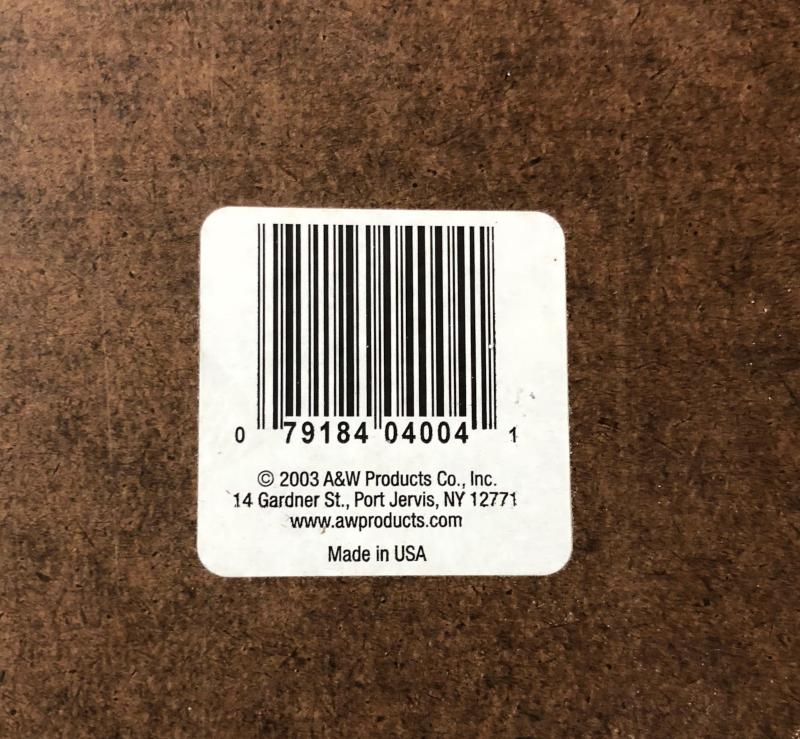 0 79184 04004 1
© 2003 A&W Products Co., Inc.
14 Gardner St., Port Jervis, NY 12771
www.awproducts.com
Made in USA